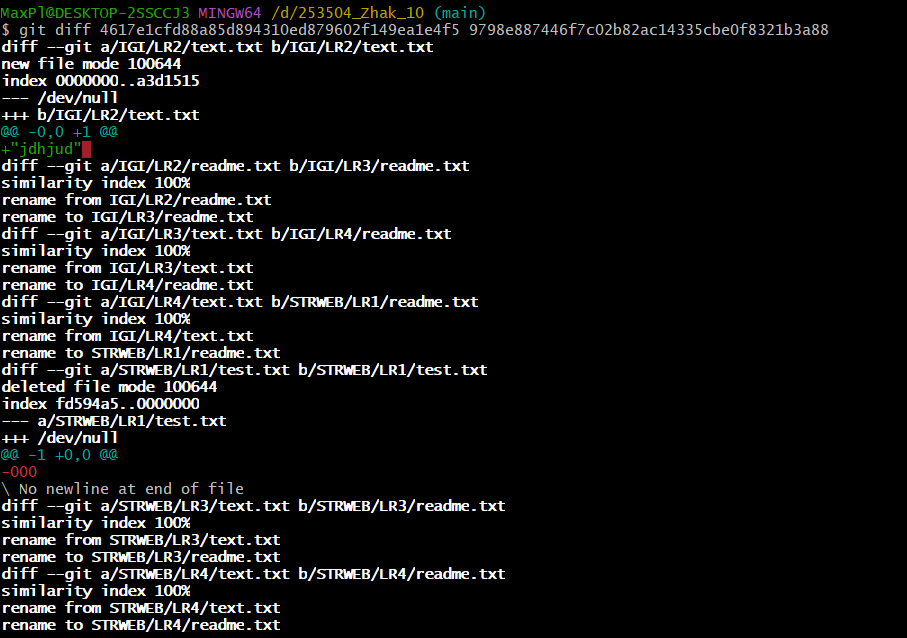 MaxPl@DESKTOP-2SSCCJ3 MINGW64 /d/253504_Zhak_10 (main)
$ git diff 4617e1cfd88a85d894310ed879602f149ea1e4f5 9798e887446f7c02b82ac14335cbe0f8321b3a88
diff --git a/IGI/LR2/text.txt b/IGI/LR2/text.txt
new file mode 100644
index 0000000..a3d1515
--- /dev/null
+++ b/IGI/LR2/text.txt
@@ -0,0 +1 @@
+"jdhjud"
diff --git a/IGI/LR2/readme.txt b/IGI/LR3/readme.txt
similarity index 100%
rename from IGI/LR2/readme.txt
rename to IGI/LR3/readme.txt
diff --git a/IGI/LR3/text.txt b/IGI/LR4/readme.txt
similarity index 100%
rename from IGI/LR3/text.txt
rename to IGI/LR4/readme.txt
diff --git a/IGI/LR4/text.txt b/STRWEB/LR1/readme.txt
similarity index 100%
rename from IGI/LR4/text.txt
rename to STRWEB/LR1/readme.txt
diff --git a/STRWEB/LR1/test.txt b/STRWEB/LR1/test.txt
deleted file mode 100644
index fd594a5..0000000
--- a/STRWEB/LR1/test.txt
+++ /dev/null
@@ -1 +0,0 @@
-000
\ No newline at end of file
diff --git a/STRWEB/LR3/text.txt b/STRWEB/LR3/readme.txt
similarity index 100%
rename from STRWEB/LR3/text.txt
rename to STRWEB/LR3/readme.txt
diff --git a/STRWEB/LR4/text.txt b/STRWEB/LR4/readme.txt
similarity index 100%
rename from STRWEB/LR4/text.txt
rename to STRWEB/LR4/readme.txt